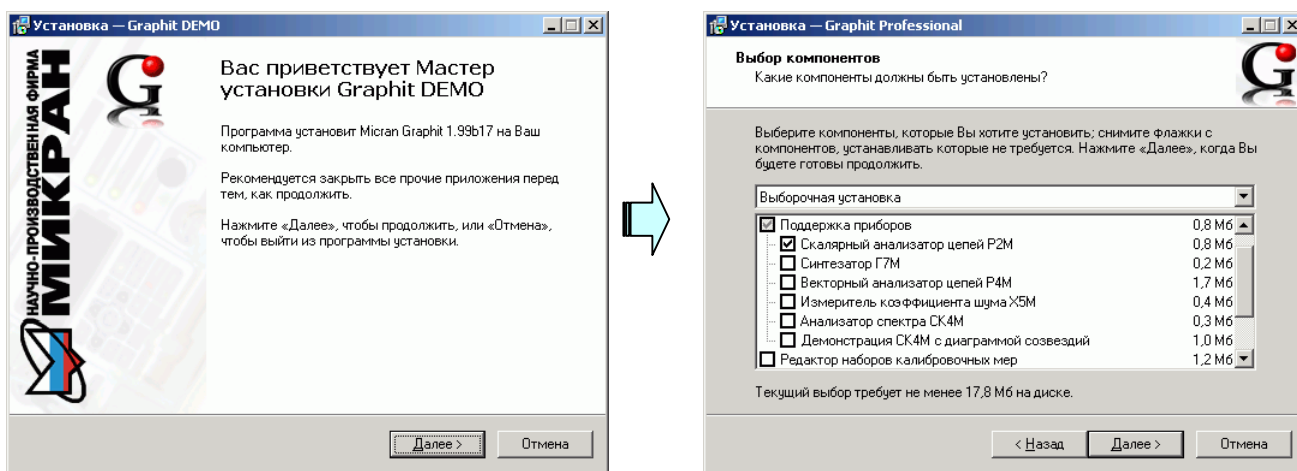 Установка — Graphit DEMO
НАУЧНО-ПРОИЗВОДСТВЕННАЯ ФИРМА
МИКРАН
Вас приветствует Мастер
установки Graphit DEMO
Программа установит Micran Graphit 1.99b17 на Ваш
компьютер.
Рекомендуется закрыть все прочие приложения перед
тем, как продолжить.
Нажмите «Далее», чтобы продолжить, или «Отмена»,
чтобы выйти из программы установки.
Далее >
Отмена
Установка — Graphit Professional
Выбор компонентов
Какие компоненты должны быть установлены?
Выберите компоненты, которые Вы хотите установить; снимите флажки с
компонентов, устанавливать которые не требуется. Нажмите «Далее», когда Вы
будете готовы продолжить.
Выборочная установка
Поддержка приборов 0,8 Мб
Скалярный анализатор цепей Р2М 0,8 Мб
Синтезатор Г7М 0,2 Мб
Векторный анализатор цепей Р4М 1,7 Мб
Измеритель коэффициента шума Х5М 0,4 Мб
Анализатор спектра СК4М 0,3 Мб
Демонстрация СК4М с диаграммой созвездий 1,0 Мб
Редактор наборов калибровочных мер 1,2 Мб
Текущий выбор требует не менее 17,8 Мб на диске.
< Назад
Далее >
Отмена